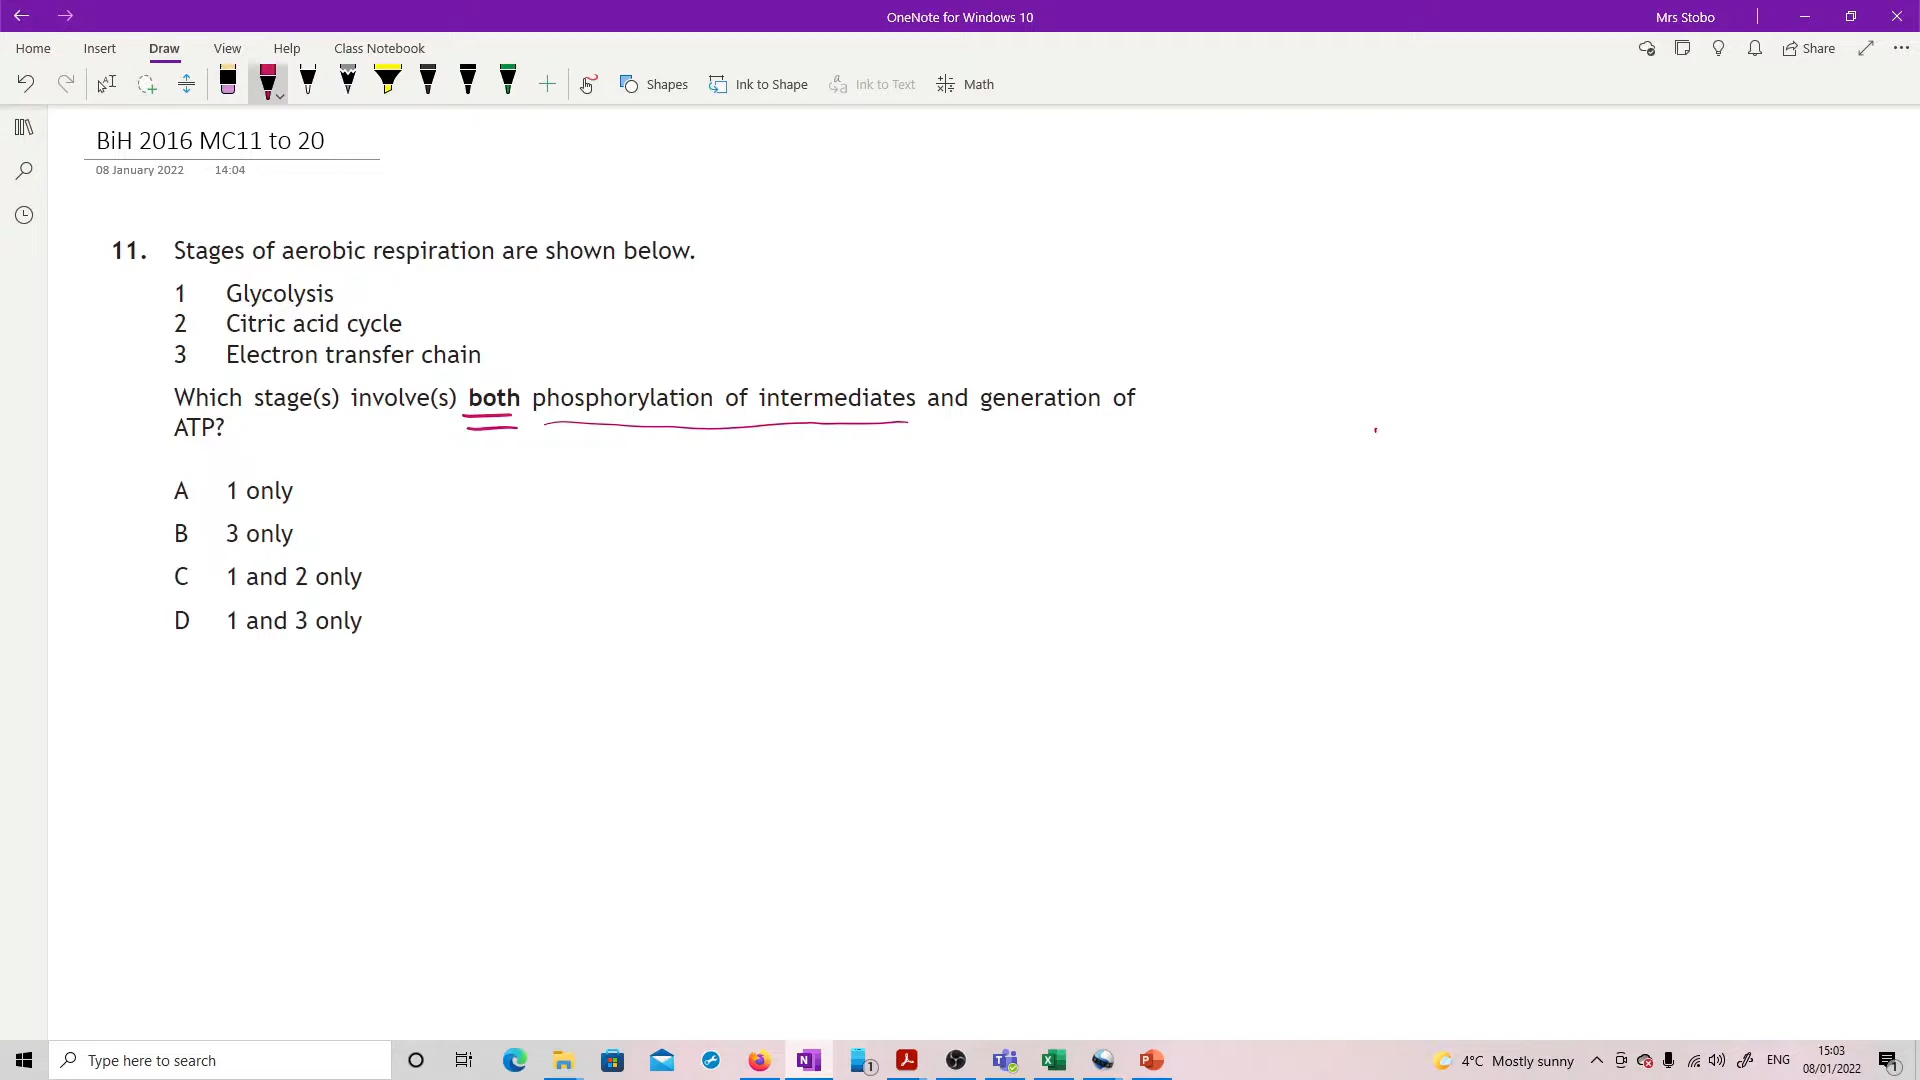 OneNote for Windows 10
Mrs Stobo
Home Insert Draw View Help Class Notebook
Share
Shapes Ink to Shape Ink to Text Math
BiH 2016 MC11 to 20
08 January 2022 14:04
11. Stages of aerobic respiration are shown below.
1 Glycolysis
2 Citric acid cycle
3 Electron transfer chain
Which stage(s) involve(s) both phosphorylation of intermediates and generation of
ATP?
A 1 only
B 3 only
C 1 and 2 only
D 1 and 3 only
Type here to search
4°C Mostly sunny
ENG
15:03
08/01/2022